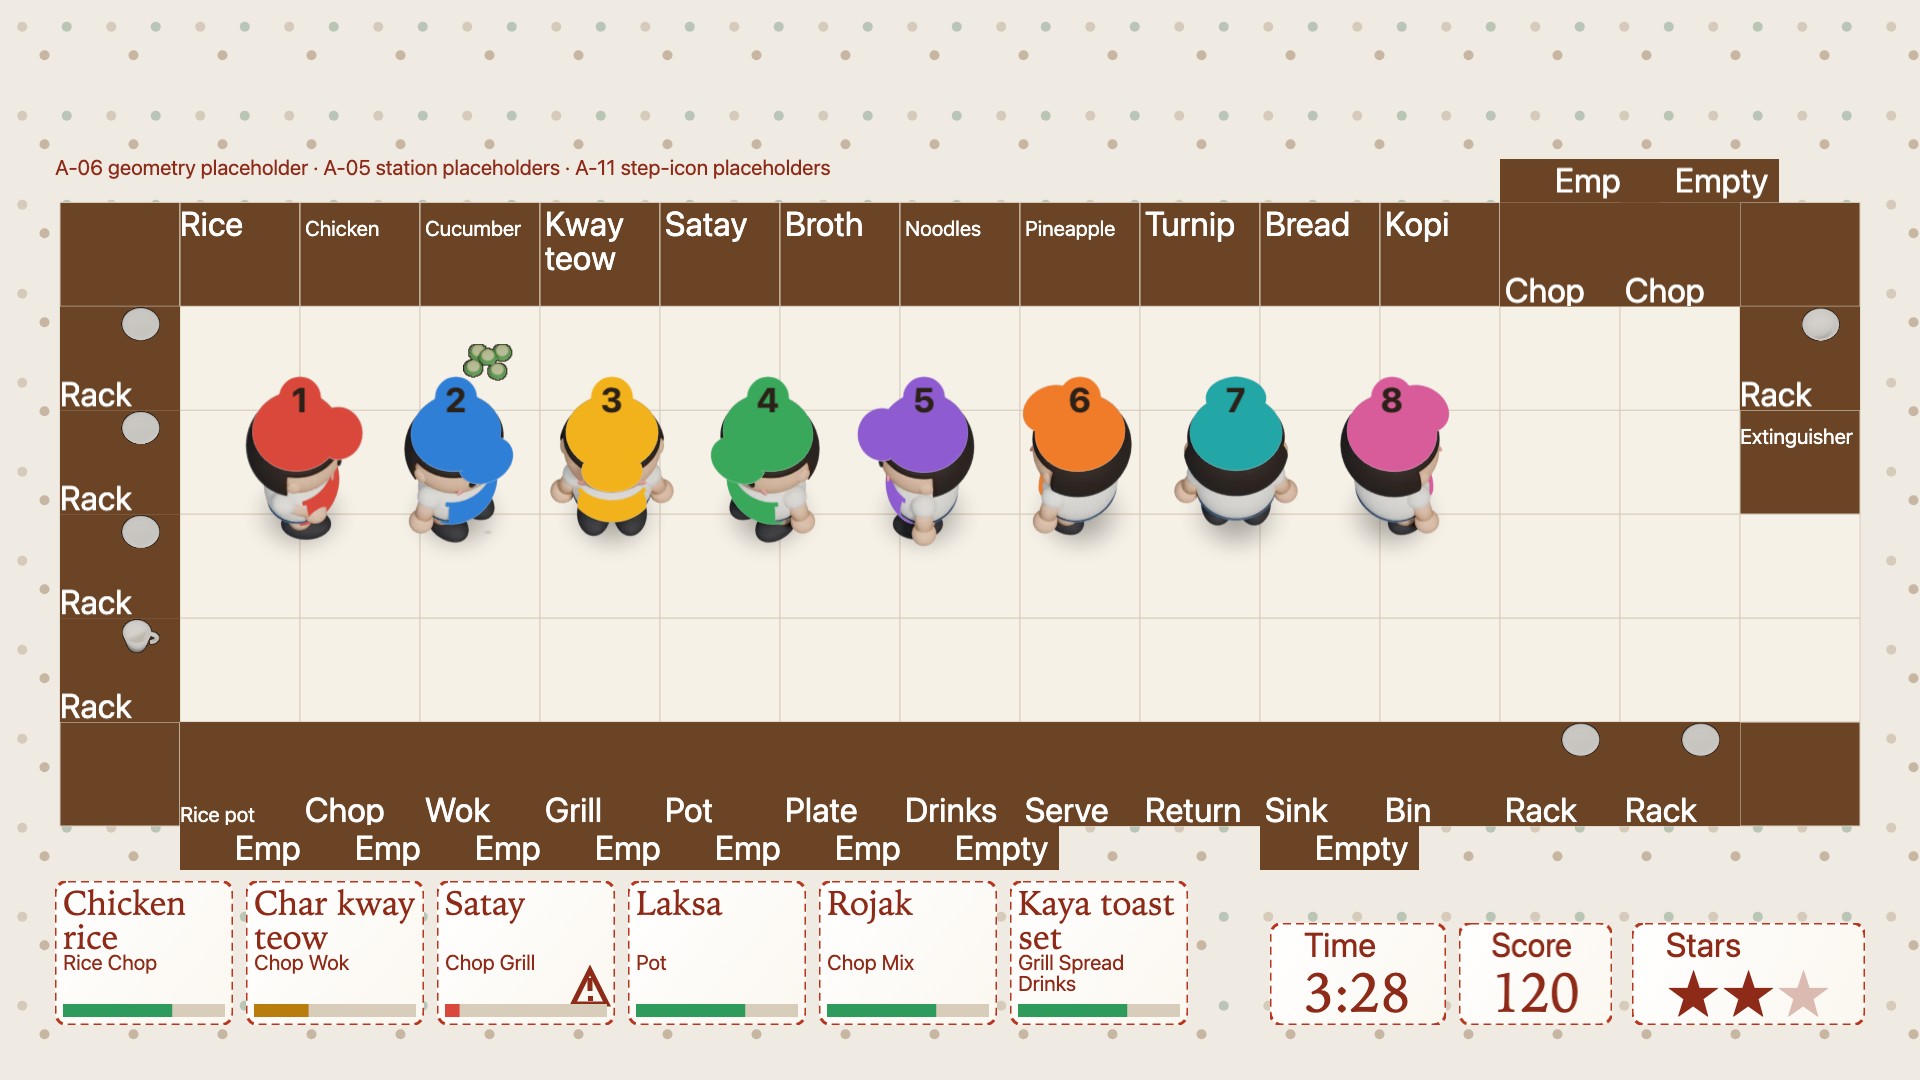 A-06 geometry placeholder · A-05 station placeholders · A-11 step-icon placeholders
Emp
Empty
Rice
Chicken
Cucumber
Kway
teow
Satay
Broth
Noodles
Pineapple
Turnip
Bread
Kopi
Chop
Chop
Rack
1
2
3
4
5
6
7
8
Rack
Extinguisher
Rack
Rack
Rack
Rice pot
Chop
Wok
Grill
Pot
Plate
Drinks
Serve
Return
Sink
Bin
Rack
Rack
Emp
Emp
Emp
Emp
Emp
Emp
Empty
Empty
Chicken
rice
Rice Chop
Char kway
teow
Chop Wok
Satay
Chop Grill
Laksa
Pot
Rojak
Chop Mix
Kaya toast
set
Grill Spread
Drinks
Time
3:28
Score
120
Stars